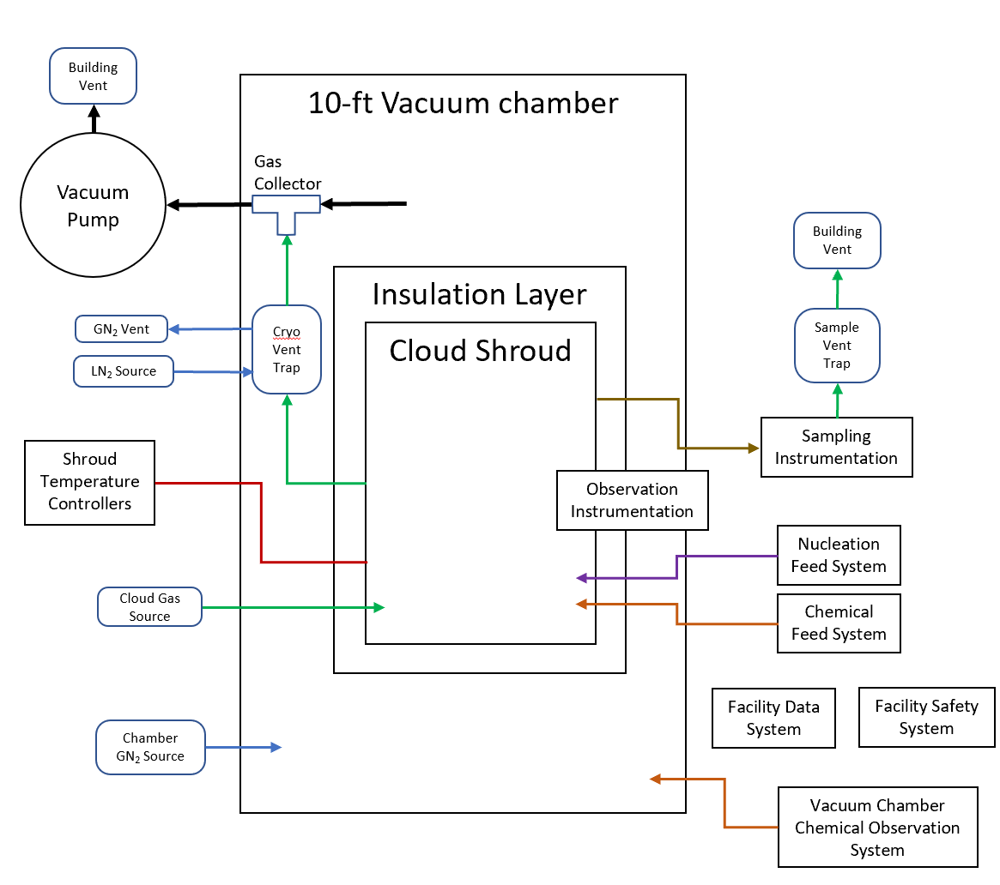 Building
Vent
10-ft Vacuum chamber
Gas
Collector
Vacuum
Pump
Building
Vent
Insulation Layer
GN₂ Vent
LN₂ Source
Cryo
Vent
Trap
Cloud Shroud
Sample
Vent
Trap
Sampling
Instrumentation
Shroud
Temperature
Controllers
Observation
Instrumentation
Nucleation
Feed System
Cloud Gas
Source
Chemical
Feed System
Facility Data
System
Facility Safety
System
Chamber
GN₂ Source
Vacuum Chamber
Chemical Observation
System